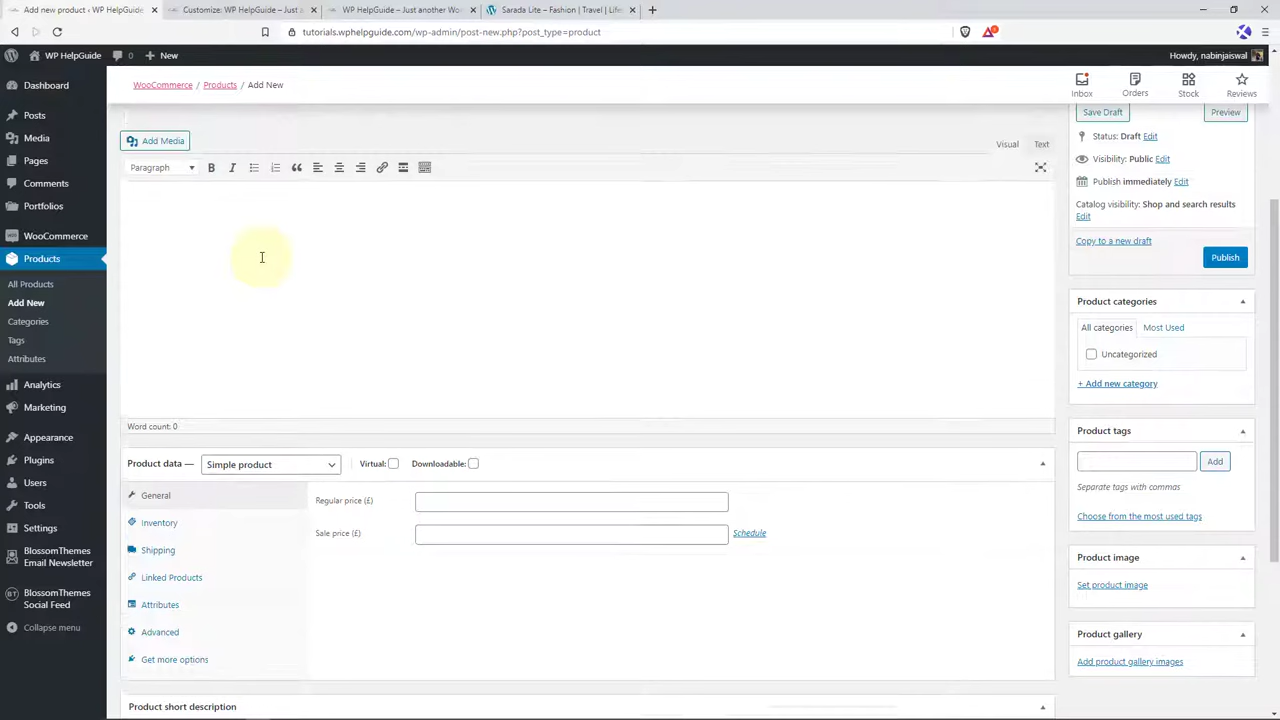 Add new product ‹ WP HelpGuide
Customize: WP HelpGuide – Just a
WP HelpGuide – Just another Wo
Sarada Lite – Fashion | Travel | Life
tutorials.wphelpguide.com/wp-admin/post-new.php?post_type=product
WP HelpGuide
0
New
Howdy, nabinjaiswal
Dashboard
Posts
Media
Pages
Comments
Portfolios
WooCommerce
Products
All Products
Add New
Categories
Tags
Attributes
Analytics
Marketing
Appearance
Plugins
Users
Tools
Settings
BlossomThemes
Email Newsletter
BlossomThemes
Social Feed
Collapse menu
WooCommerce / Products / Add New
Inbox
Orders
Stock
Reviews
Add Media
Visual
Text
Paragraph
Word count: 0
Product data —
Simple product
Virtual:
Downloadable:
General
Inventory
Shipping
Linked Products
Attributes
Advanced
Get more options
Regular price (£)
Sale price (£)
Schedule
Product short description
Save Draft
Preview
Status: Draft Edit
Visibility: Public Edit
Publish immediately Edit
Catalog visibility: Shop and search results
Edit
Copy to a new draft
Publish
Product categories
All categories
Most Used
Uncategorized
+ Add new category
Product tags
Add
Separate tags with commas
Choose from the most used tags
Product image
Set product image
Product gallery
Add product gallery images